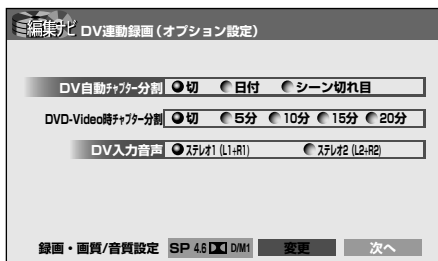 編集ナビ DV連動録画(オプション設定)
DV自動ﾁｬﾌﾟﾀｰ分割 切 日付 シーン切れ目
DVD-Video時ﾁｬﾌﾟﾀｰ分割 切 5分 10分 15分 20分
DV入力音声 ｽﾃﾚｵ1 (L1+R1) ｽﾃﾚｵ2 (L2+R2)
録画・画質/音質設定 SP 4.6 D/M1 変更 次へ